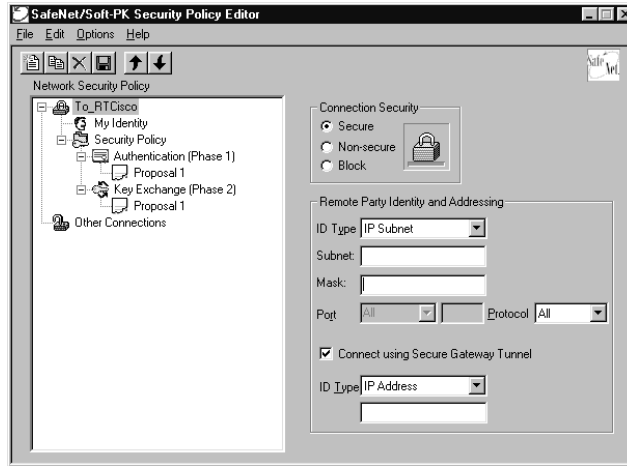 SafeNet/Soft-PK Security Policy Editor
File Edit Options Help
Safe Net
Network Security Policy
To_RTCisco
My Identity
Security Policy
Authentication (Phase 1)
Proposal 1
Key Exchange (Phase 2)
Proposal 1
Other Connections
Connection Security
Secure
Non-secure
Block
Remote Party Identity and Addressing
ID Type IP Subnet
Subnet:
Mask:
Port All Protocol All
Connect using Secure Gateway Tunnel
ID Type IP Address